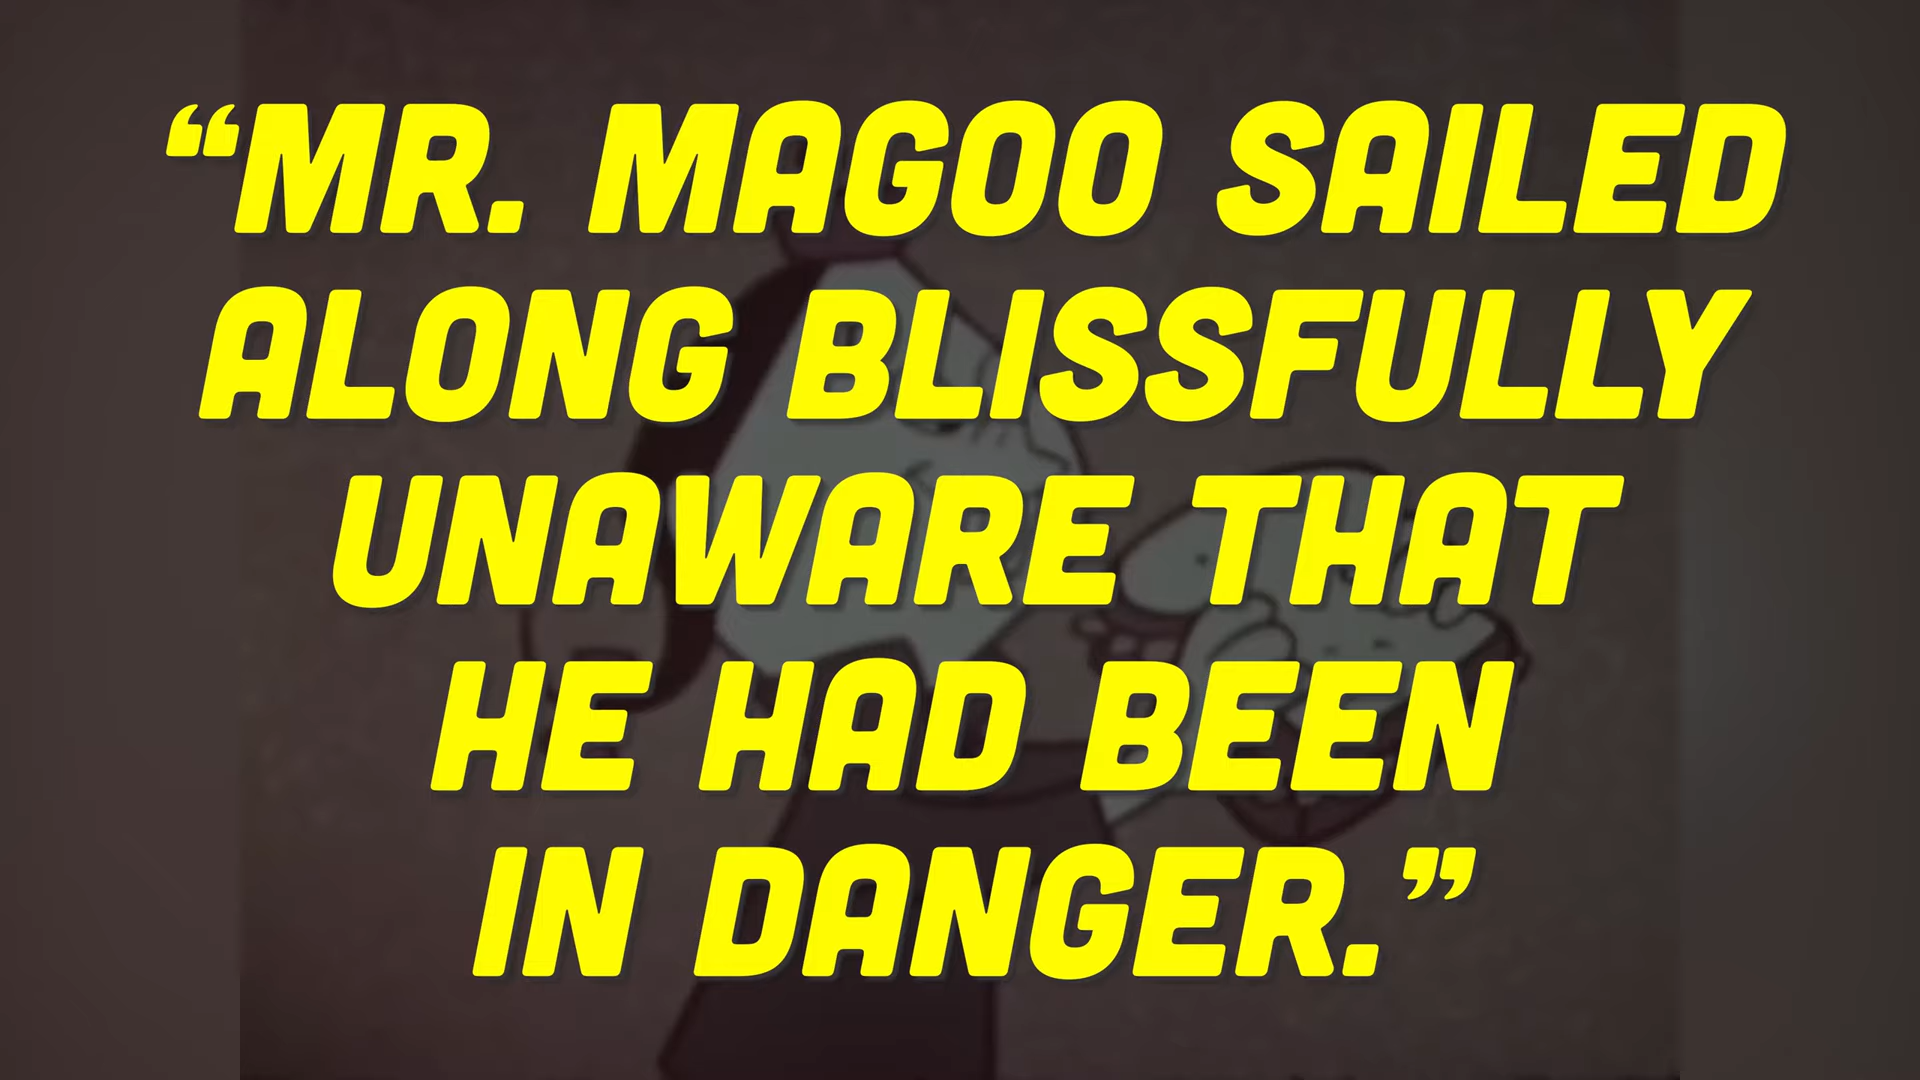 “MR. MAGOO SAILED
ALONG BLISSFULLY
UNAWARE THAT
HE HAD BEEN
IN DANGER.”